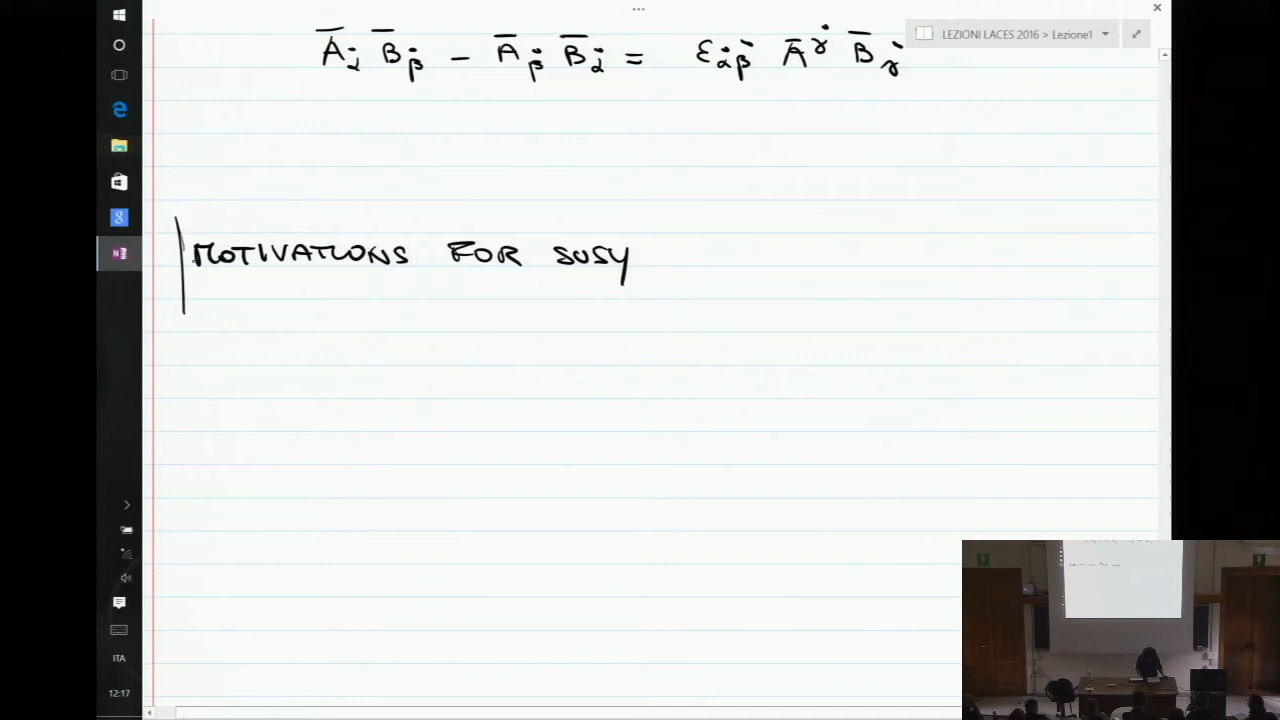 LEZIONI LACES 2016 > Lezione1
Ā_α̇ B̄_β̇ − Ā_β̇ B̄_α̇ = ε_α̇β̇ Ā^γ̇ B̄_γ̇
MOTIVATIONS FOR SUSY
ITA
12:17